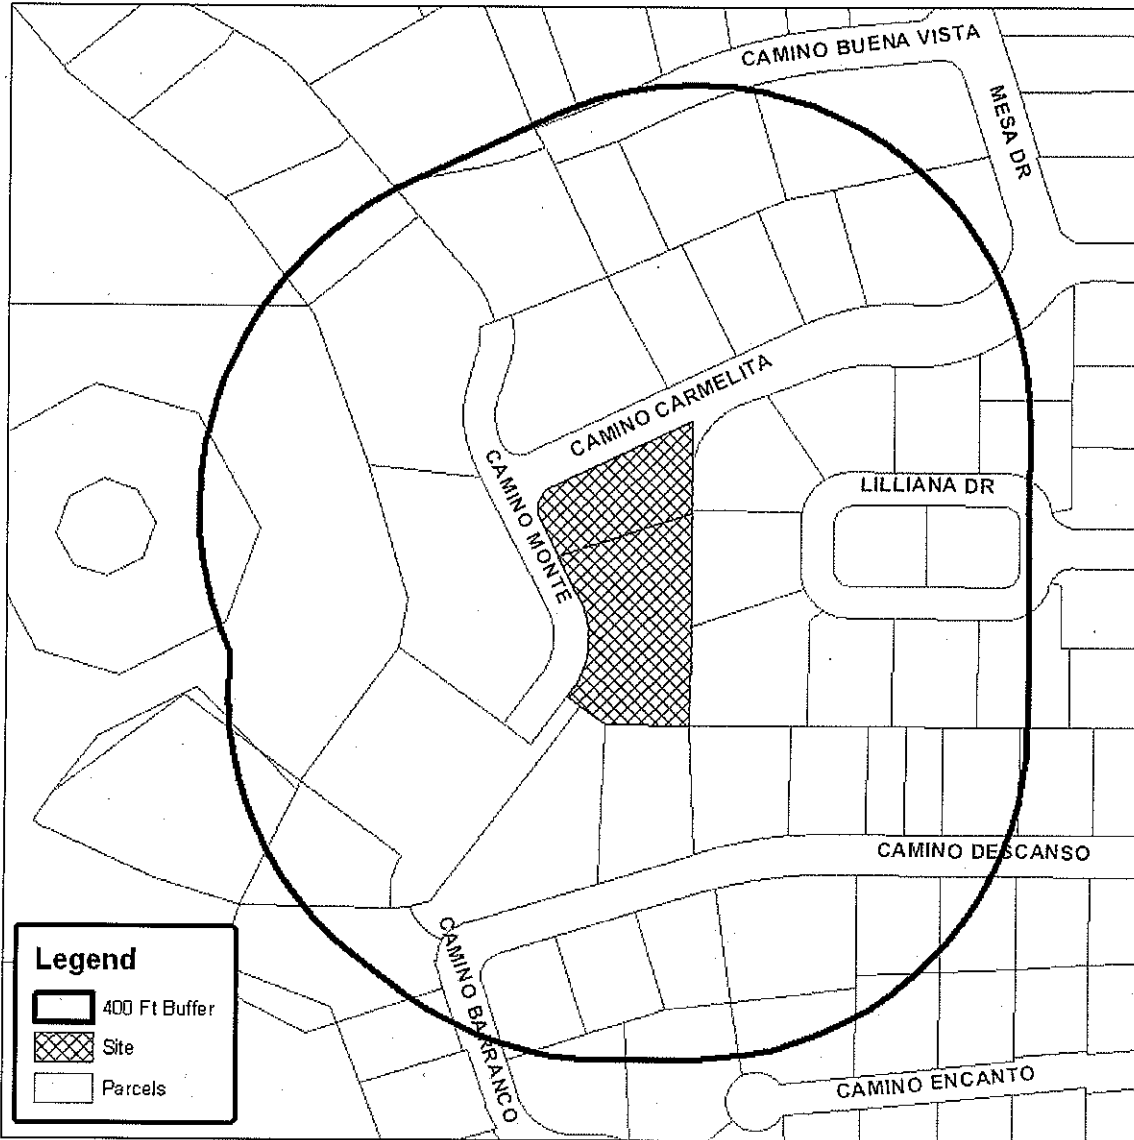 CAMINO BUENA VISTA
MESA DR
CAMINO CARMELITA
CAMINO MONTE
LILLIANA DR
CAMINO DESCANSO
CAMINO BARRANCO
CAMINO ENCANTO
Legend
400 Ft Buffer
Site
Parcels